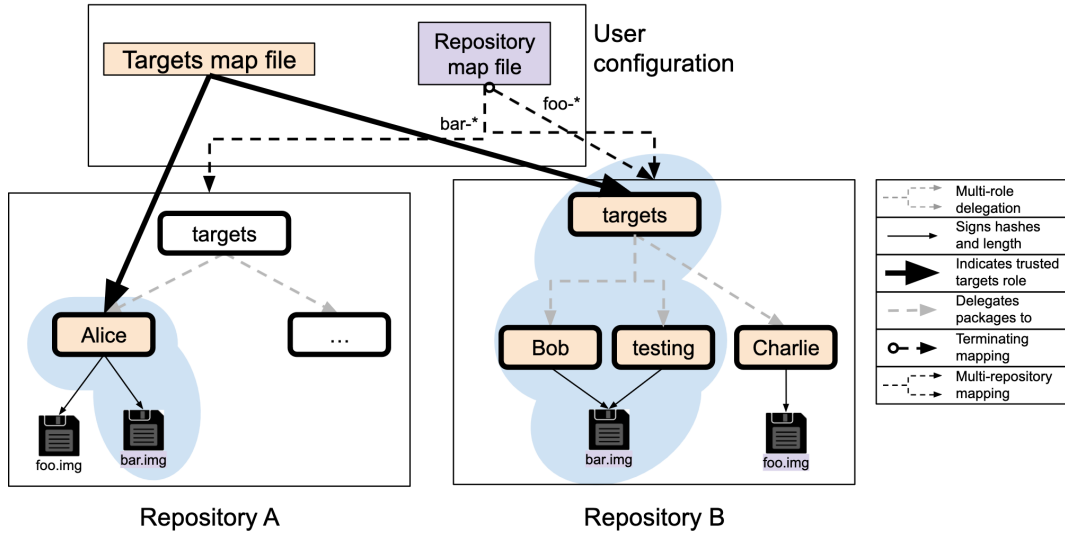 Targets map file
Repository
map file
User
configuration
foo-*
bar-*
targets
Alice
...
foo.img
bar.img
Repository A
targets
Bob
testing
Charlie
bar.img
foo.img
Repository B
Multi-role
delegation
Signs hashes
and length
Indicates trusted
targets role
Delegates
packages to
Terminating
mapping
Multi-repository
mapping